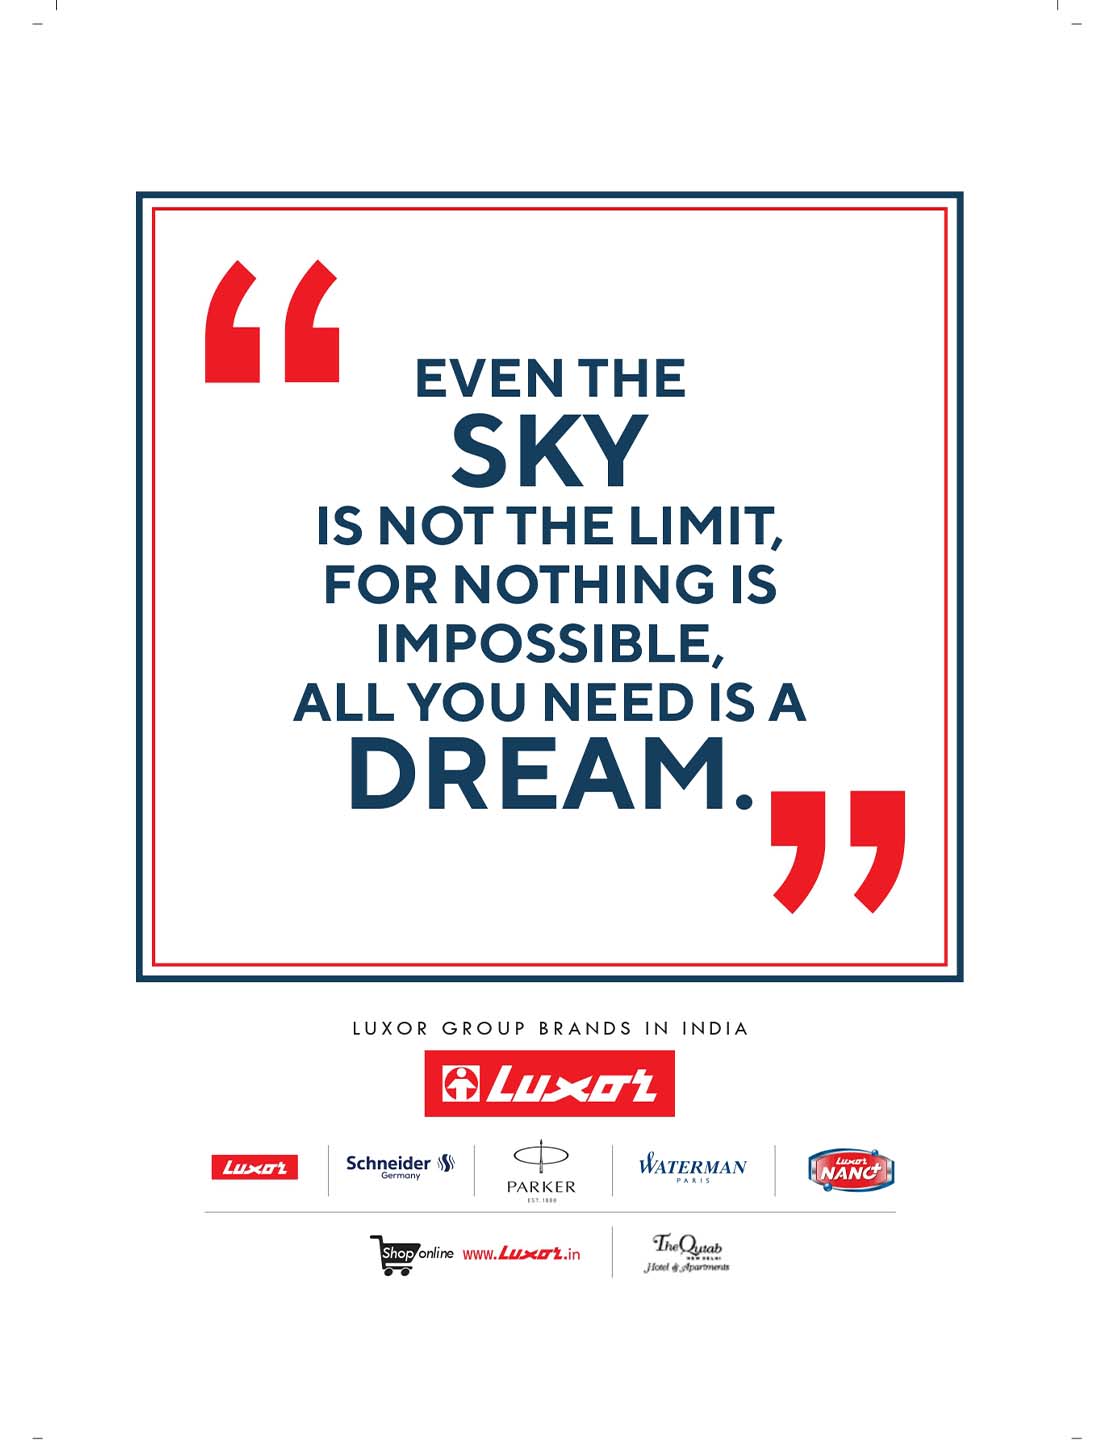 EVEN THE
SKY
IS NOT THE LIMIT,
FOR NOTHING IS
IMPOSSIBLE,
ALL YOU NEED IS A
DREAM.
LUXOR GROUP BRANDS IN INDIA
Luxor
Luxor
Schneider
Germany
PARKER
EST. 1888
WATERMAN
PARIS
Luxor
NANO+
Shop online www.Luxor.in
The Qutab
NEW DELHI
Hotel & Apartments